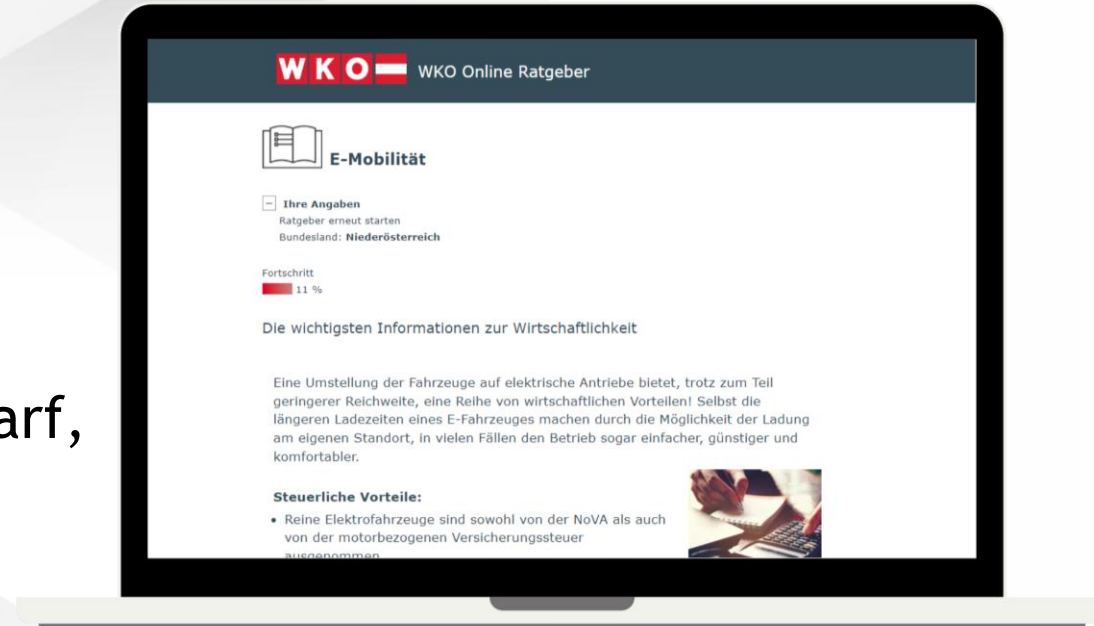 WKO WKO Online Ratgeber
E-Mobilität
Ihre Angaben
Ratgeber erneut starten
Bundesland: Niederösterreich
Fortschritt
11 %
Die wichtigsten Informationen zur Wirtschaftlichkeit
arf,
Eine Umstellung der Fahrzeuge auf elektrische Antriebe bietet, trotz zum Teil
geringerer Reichweite, eine Reihe von wirtschaftlichen Vorteilen! Selbst die
längeren Ladezeiten eines E-Fahrzeuges machen durch die Möglichkeit der Ladung
am eigenen Standort, in vielen Fällen den Betrieb sogar einfacher, günstiger und
komfortabler.
Steuerliche Vorteile:
• Reine Elektrofahrzeuge sind sowohl von der NoVA als auch
von der motorbezogenen Versicherungssteuer
ausgenommen